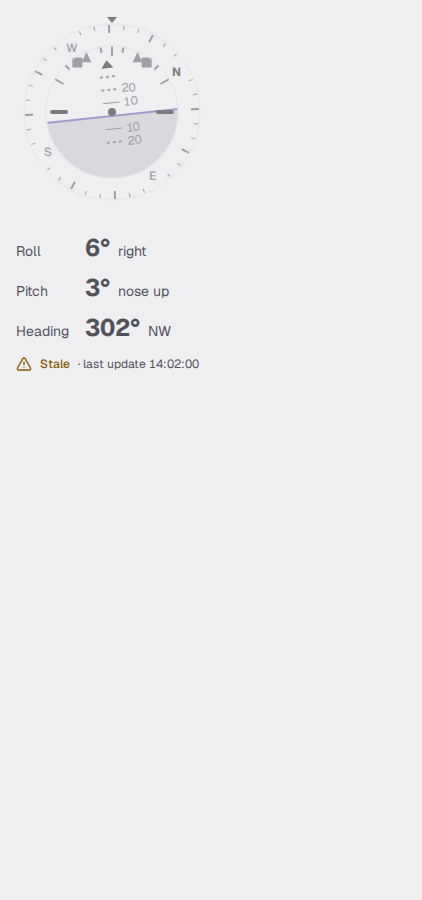 W
N
20
10
10
20
S
E
Roll 6° right
Pitch 3° nose up
Heading 302° NW
Stale · last update 14:02:00